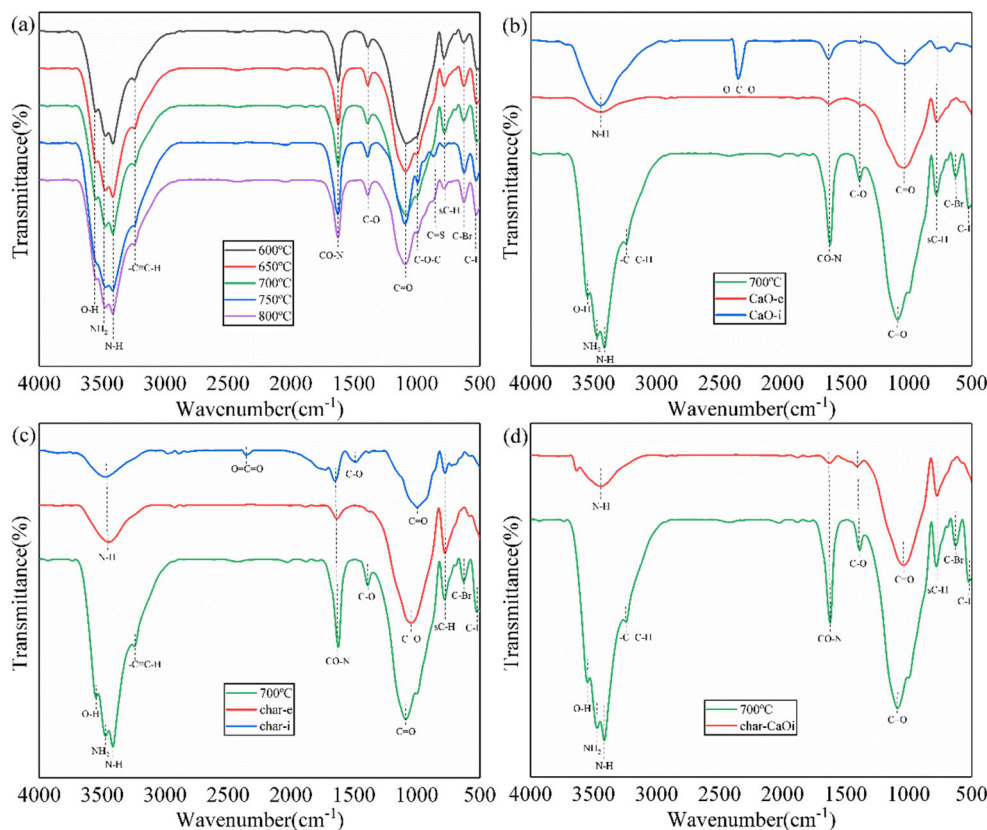 (a)
Transmittance(%)
O-H
NH₂
N-H
-C≡C-H
CO-N
C-O
C=O
C-O-C
C=S
sC-H
C-Br
C-I
600°C
650°C
700°C
750°C
800°C
4000 3500 3000 2500 2000 1500 1000 500
Wavenumber(cm⁻¹)
(b)
Transmittance(%)
O C O
N-H
O-H
NH₂
N-H
-C C-H
CO-N
C-O
C=O
C=O
sC-H
C-Br
C-I
700°C
CaO-e
CaO-i
4000 3500 3000 2500 2000 1500 1000 500
Wavenumber(cm⁻¹)
(c)
Transmittance(%)
O=C=O
C-O
C=O
N-H
C O
-C≡C-H
O-H
NH₂
N-H
CO-N
C-O
C=O
sC-H
C-Br
C-I
700°C
char-e
char-i
4000 3500 3000 2500 2000 1500 1000 500
Wavenumber(cm⁻¹)
(d)
Transmittance(%)
N-H
O-H
NH₂
N-H
-C C-H
CO-N
C-O
C=O
C-O
sC-H
C-Br
C-I
700°C
char-CaOi
4000 3500 3000 2500 2000 1500 1000 500
Wavenumber(cm⁻¹)